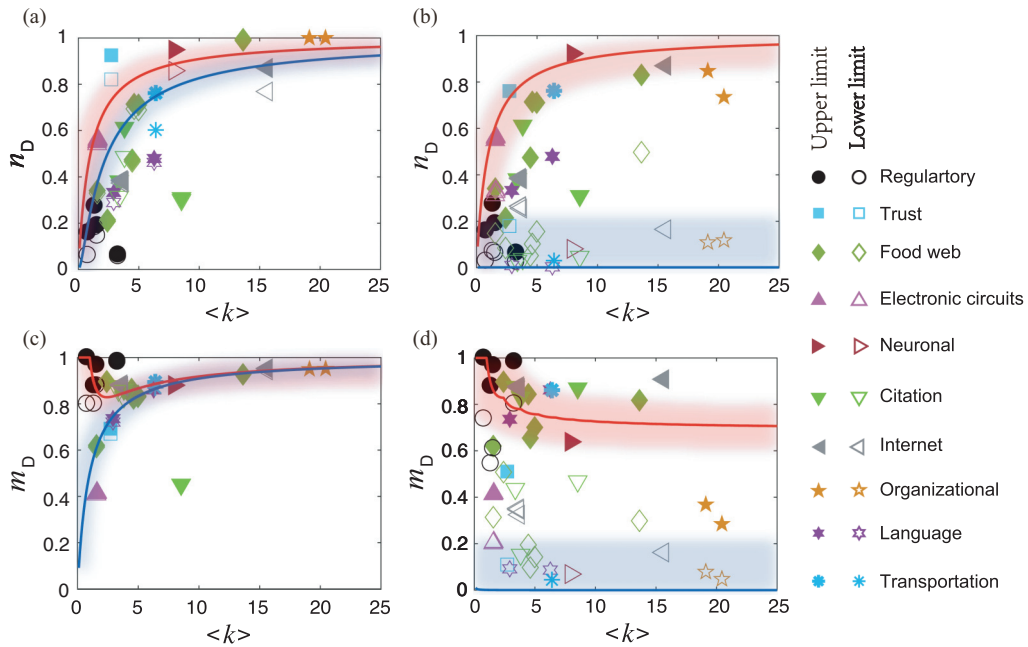 (a)
1
0.8
0.6
0.4
0.2
0
n_D
0 5 10 15 20 25
<k>
(b)
1
0.8
0.6
0.4
0.2
0
n_D
0 5 10 15 20 25
<k>
(c)
1
0.8
0.6
0.4
0.2
0
m_D
0 5 10 15 20 25
<k>
(d)
1
0.8
0.6
0.4
0.2
0
m_D
0 5 10 15 20 25
<k>
Upper limit
Lower limit
Regulartory
Trust
Food web
Electronic circuits
Neuronal
Citation
Internet
Organizational
Language
Transportation